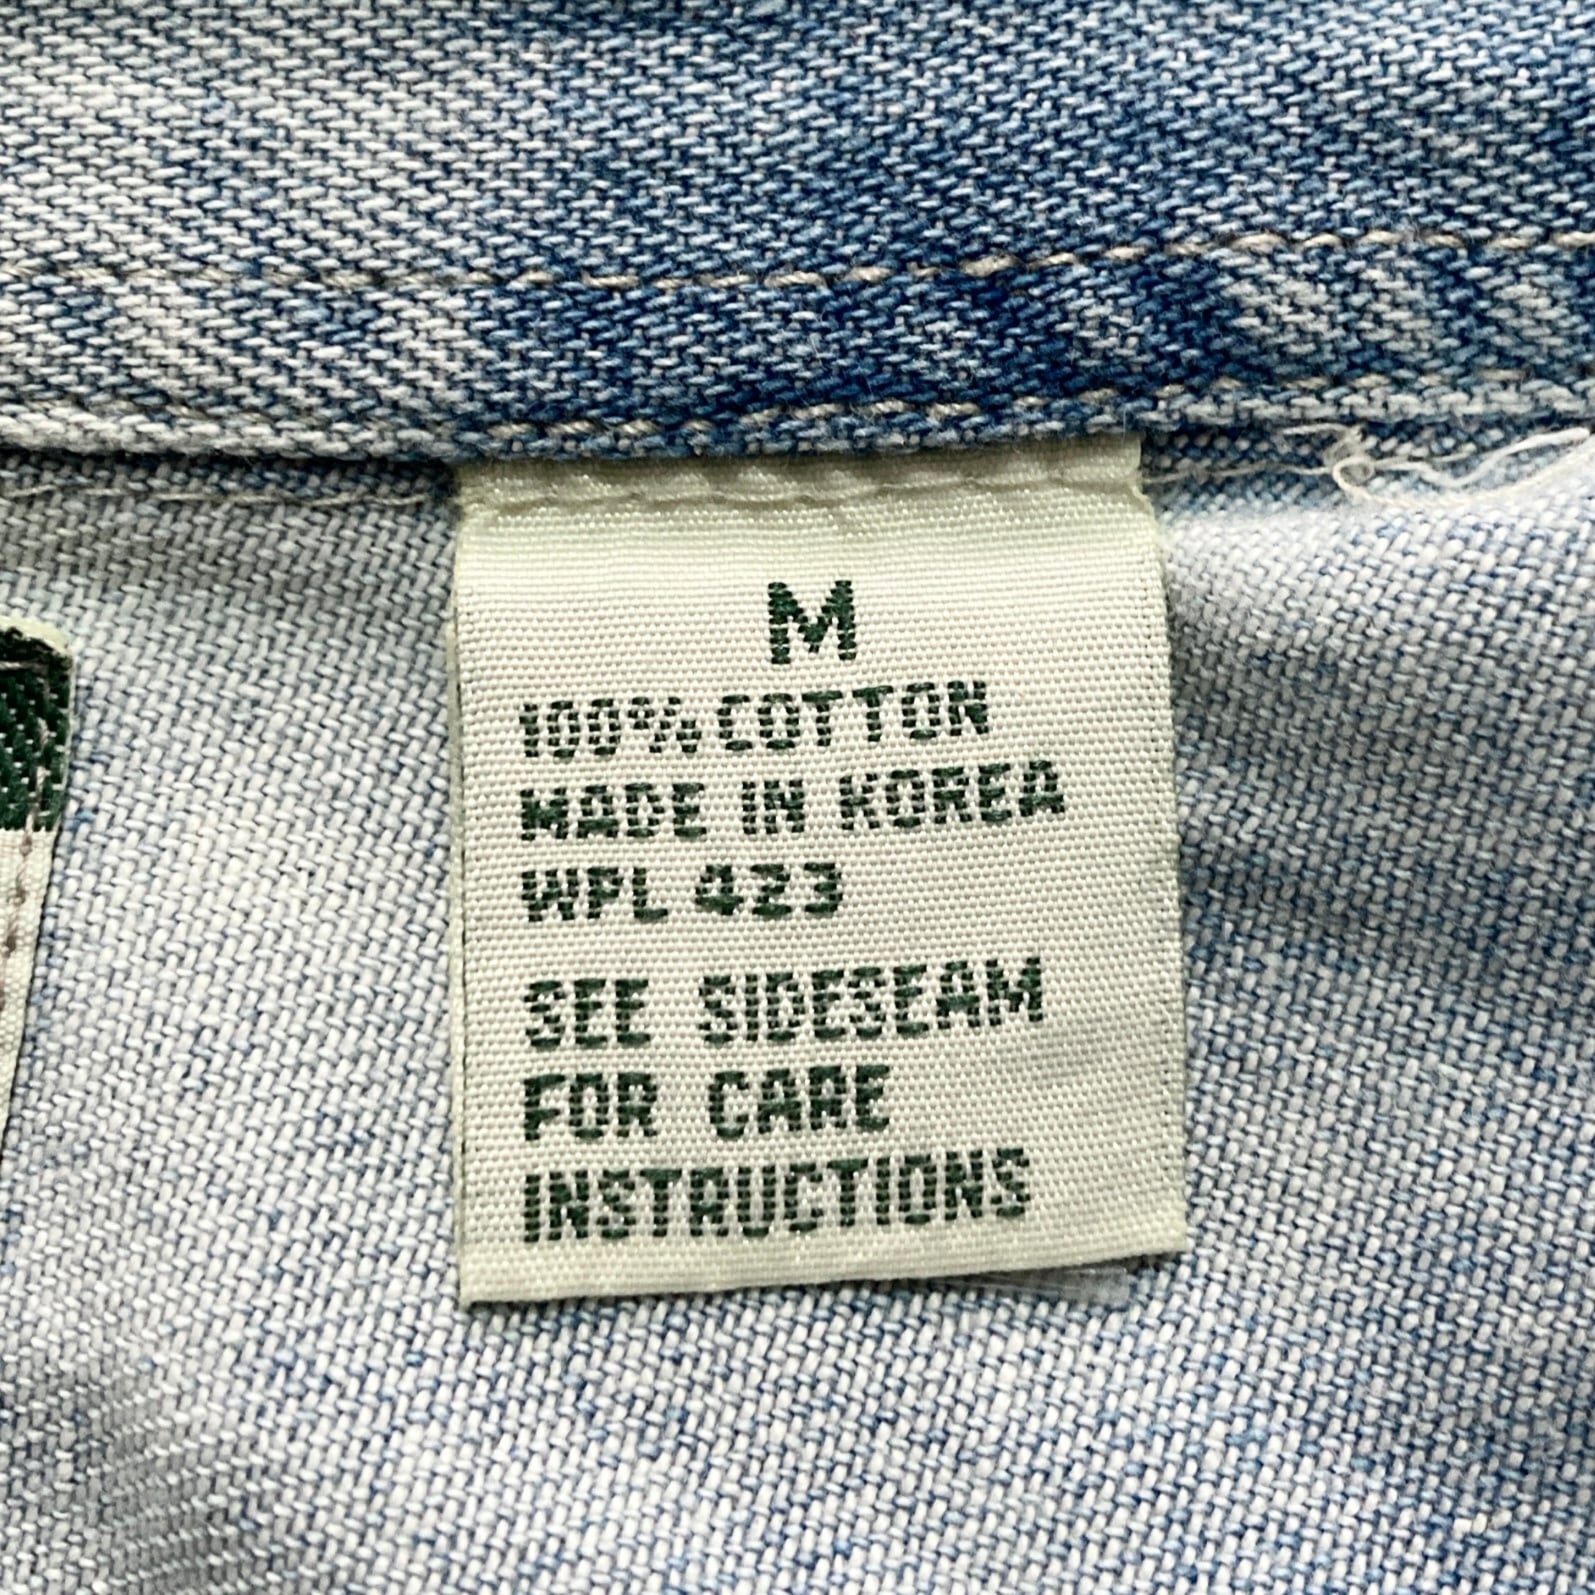 M
100% COTTON
MADE IN KOREA
WPL 423
SEE SIDESEAM
FOR CARE
INSTRUCTIONS